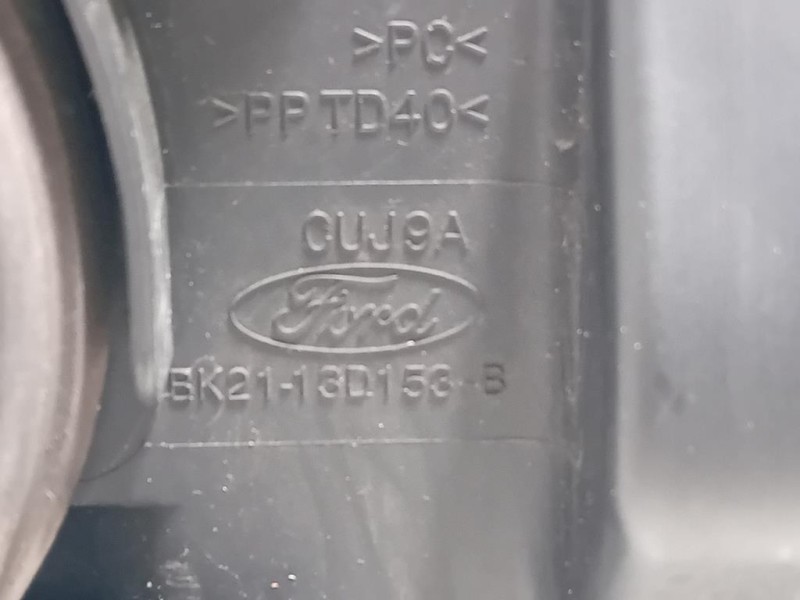 >PC<
>PP TD40<
CUJ9A
Ford
BK21-13D153-B